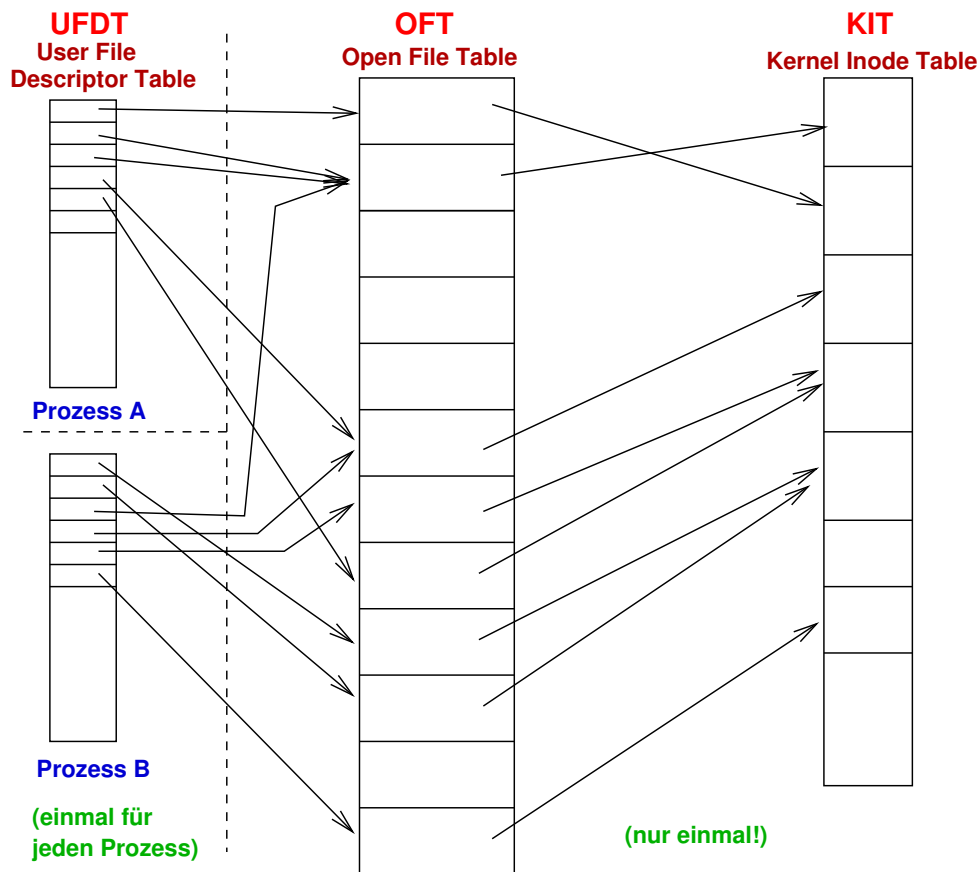 UFDT
User File
Descriptor Table
OFT
Open File Table
KIT
Kernel Inode Table
Prozess A
Prozess B
(einmal für
jeden Prozess)
(nur einmal!)